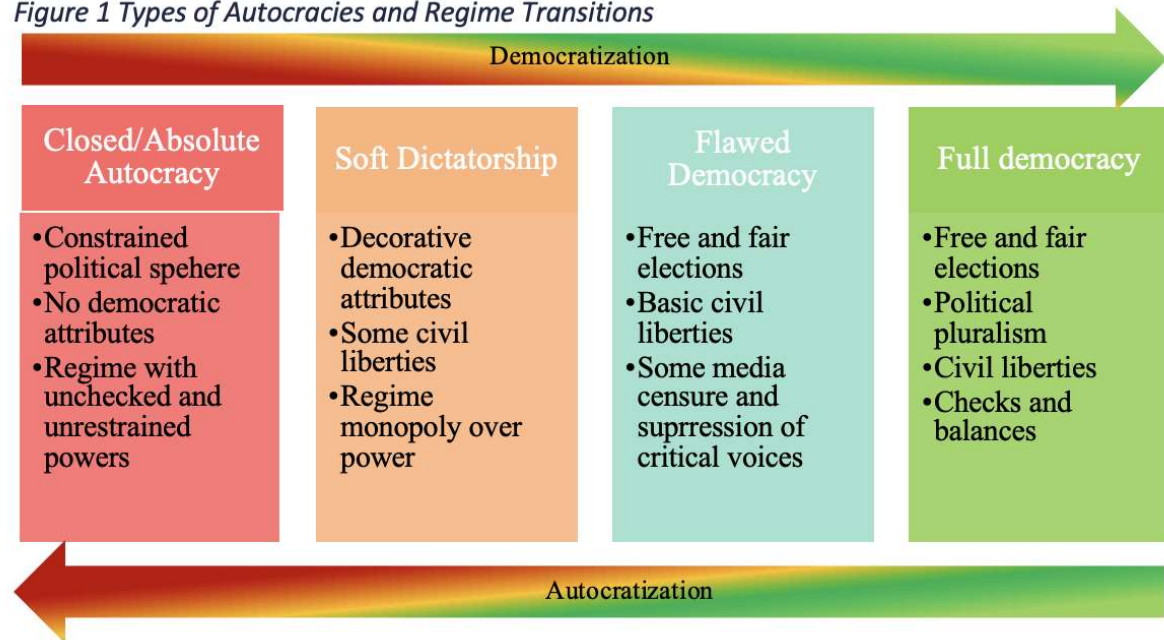 Figure 1 Types of Autocracies and Regime Transitions
Democratization
Closed/Absolute
Autocracy
•Constrained
political spehere
•No democratic
attributes
•Regime with
unchecked and
unrestrained
powers
Soft Dictatorship
•Decorative
democratic
attributes
•Some civil
liberties
•Regime
monopoly over
power
Flawed
Democracy
•Free and fair
elections
•Basic civil
liberties
•Some media
censure and
suprression of
critical voices
Full democracy
•Free and fair
elections
•Political
pluralism
•Civil liberties
•Checks and
balances
Autocratization